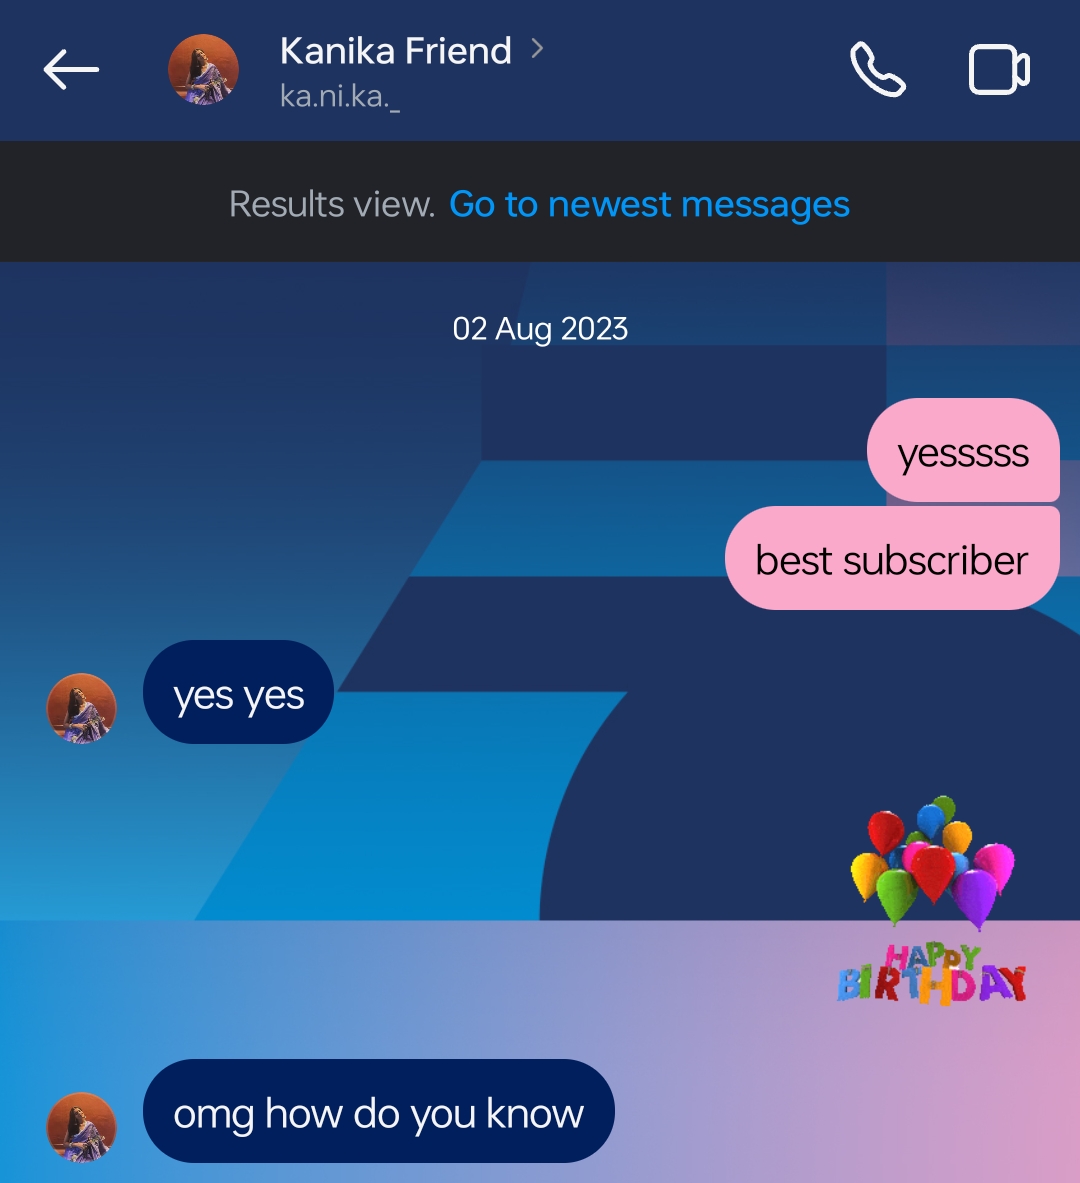 Kanika Friend
ka.ni.ka._
Results view. Go to newest messages
02 Aug 2023
yesssss
best subscriber
yes yes
HAPPY
BIRTHDAY
omg how do you know